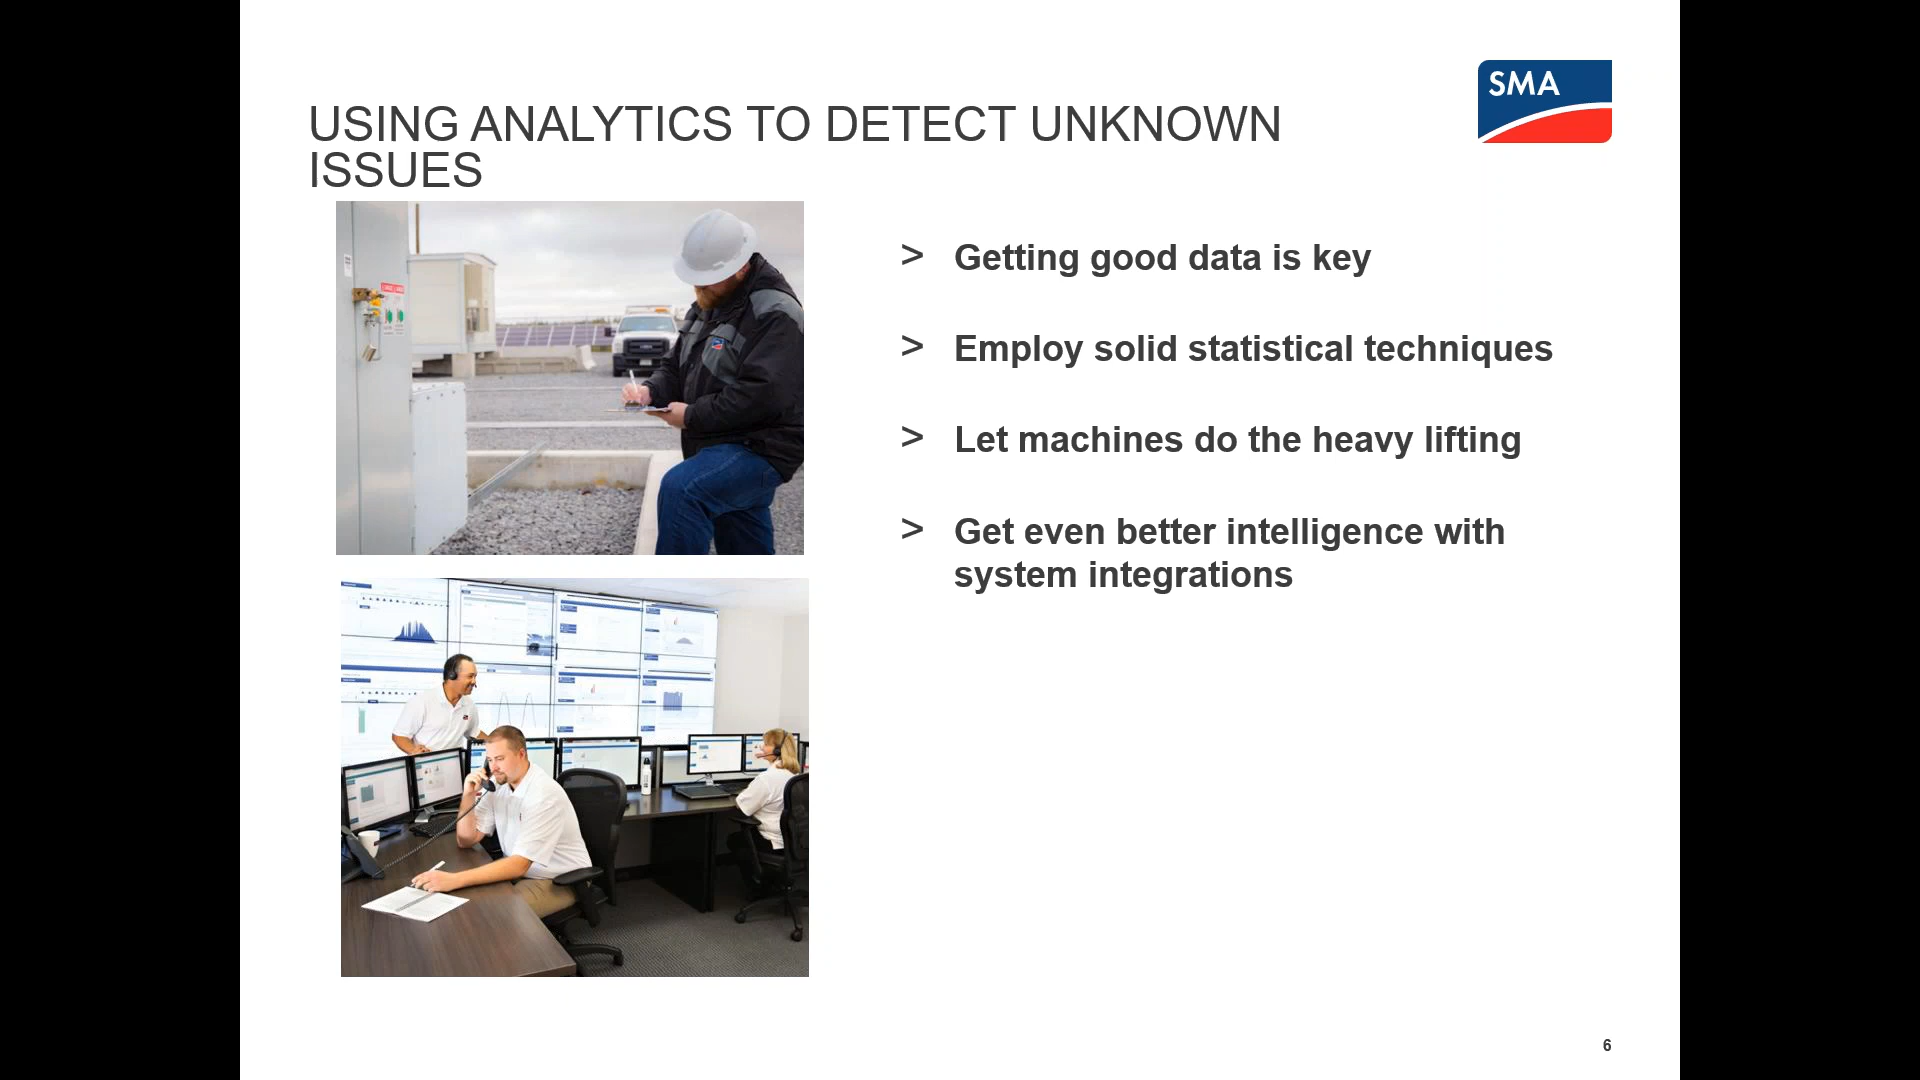 SMA
USING ANALYTICS TO DETECT UNKNOWN
ISSUES
> Getting good data is key
> Employ solid statistical techniques
> Let machines do the heavy lifting
> Get even better intelligence with
system integrations
6